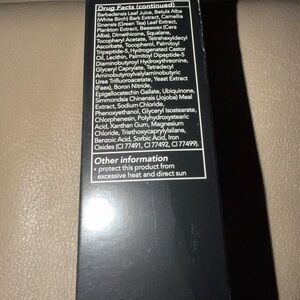 Drug Facts (continued)
Barbadensis Leaf Juice, Betula Alba
(White Birch) Bark Extract, Camellia
Sinensis (Green Tea) Leaf Extract,
Plankton Extract, Beeswax (Cera
Alba), Dimethicone, Squalane,
Tocopheryl Acetate, Tetrahexyldecyl
Ascorbate, Tocopherol, Palmitoyl
Tripeptide-5, Hydrogenated Castor
Oil, Lecithin, Palmitoyl Dipeptide-5
Diaminobutyroyl Hydroxythreonine,
Glyceryl Caprylate, Tetradecyl
Aminobutyroylvalylaminobutyric
Urea Trifluoroacetate, Yeast Extract
(Faex), Boron Nitride,
Epigallocatechin Gallate, Ubiquinone,
Simmondsia Chinensis (Jojoba) Meal
Extract, Sodium Chloride,
Phenoxyethanol, Glyceryl Isostearate,
Chlorphenesin, Polyhydroxystearic
Acid, Xanthan Gum, Magnesium
Chloride, Triethoxycaprylylsilane,
Benzoic Acid, Sorbic Acid, Iron
Oxides (CI 77491, CI 77492, CI 77499).
Other information
• protect this product from
excessive heat and direct sun